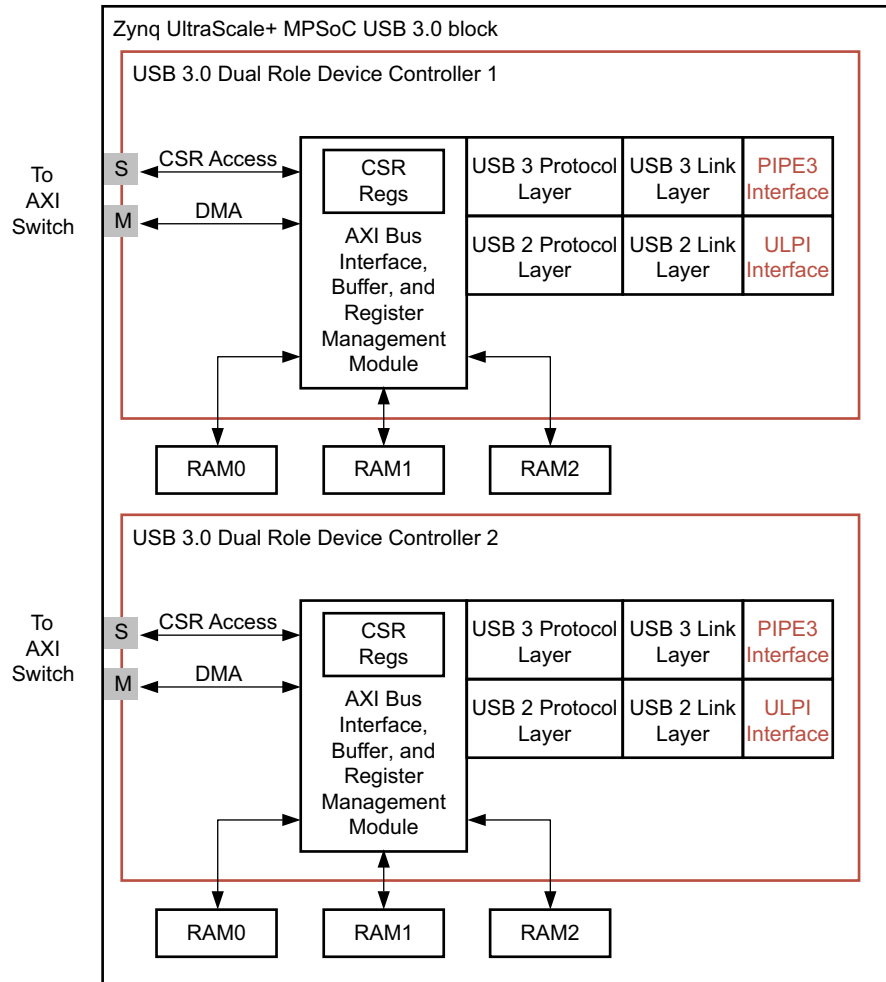 Zynq UltraScale+ MPSoC USB 3.0 block
USB 3.0 Dual Role Device Controller 1
To
AXI
Switch
S
CSR Access
M
DMA
CSR
Regs
AXI Bus
Interface,
Buffer, and
Register
Management
Module
USB 3 Protocol
Layer
USB 3 Link
Layer
PIPE3
Interface
USB 2 Protocol
Layer
USB 2 Link
Layer
ULPI
Interface
RAM0
RAM1
RAM2
USB 3.0 Dual Role Device Controller 2
To
AXI
Switch
S
CSR Access
M
DMA
CSR
Regs
AXI Bus
Interface,
Buffer, and
Register
Management
Module
USB 3 Protocol
Layer
USB 3 Link
Layer
PIPE3
Interface
USB 2 Protocol
Layer
USB 2 Link
Layer
ULPI
Interface
RAM0
RAM1
RAM2